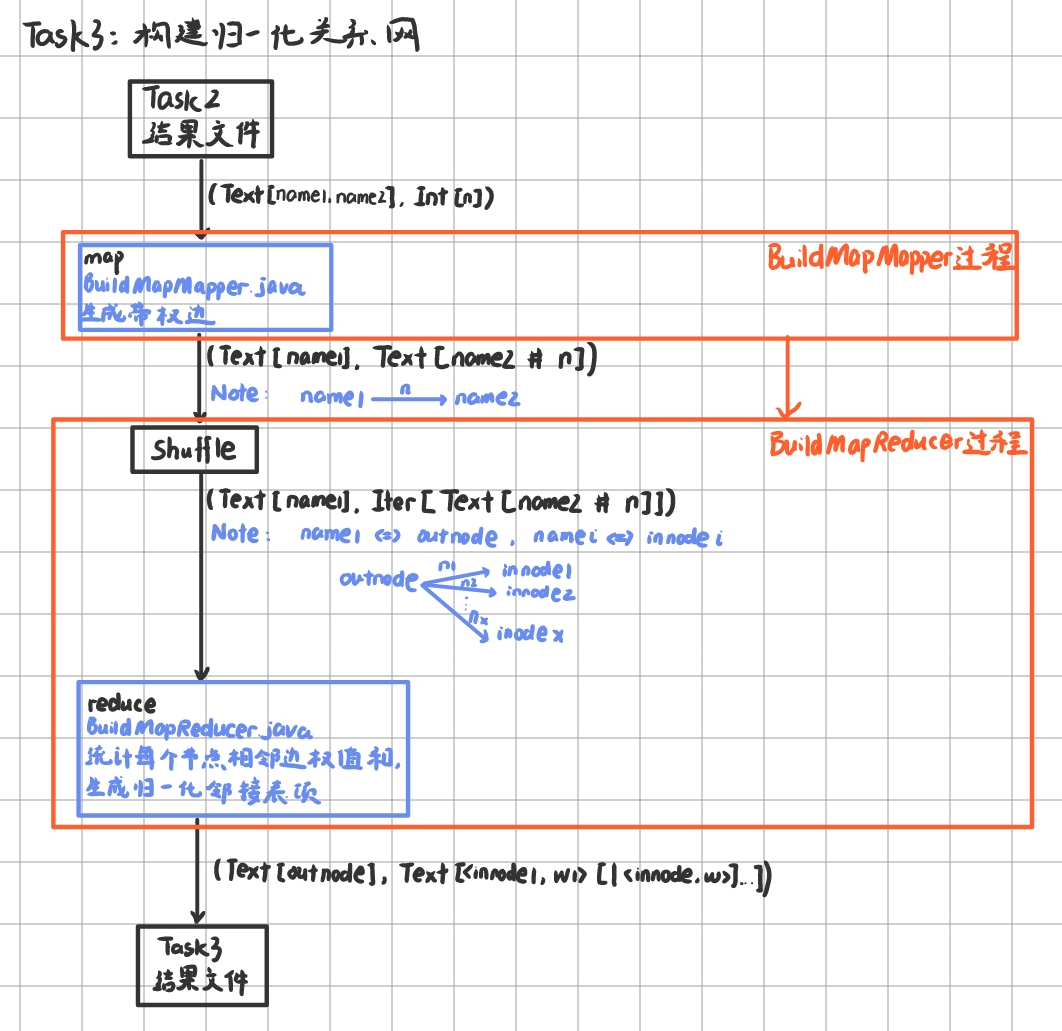 Task3: 构建归一化关系网
Task2
结果文件
(Text[name1, name2], Int[n])
BuildMapMapper过程
map
BuildMapMapper.java
生成带权边
(Text[name1], Text[name2 # n])
Note: name1 n name2
BuildMapReducer过程
Shuffle
(Text[name1], Iter[Text[name2 # n]])
Note: name1 <=> outnode, namei <=> innodei
outnode
n1 innode1
n2 innode2
⋮
nx inodex
reduce
BuildMapReducer.java
统计每个节点相邻边权值和,
生成归一化邻接表项
(Text[outnode], Text[<innode1, w1>[|<innode,w>]...])
Task3
结果文件